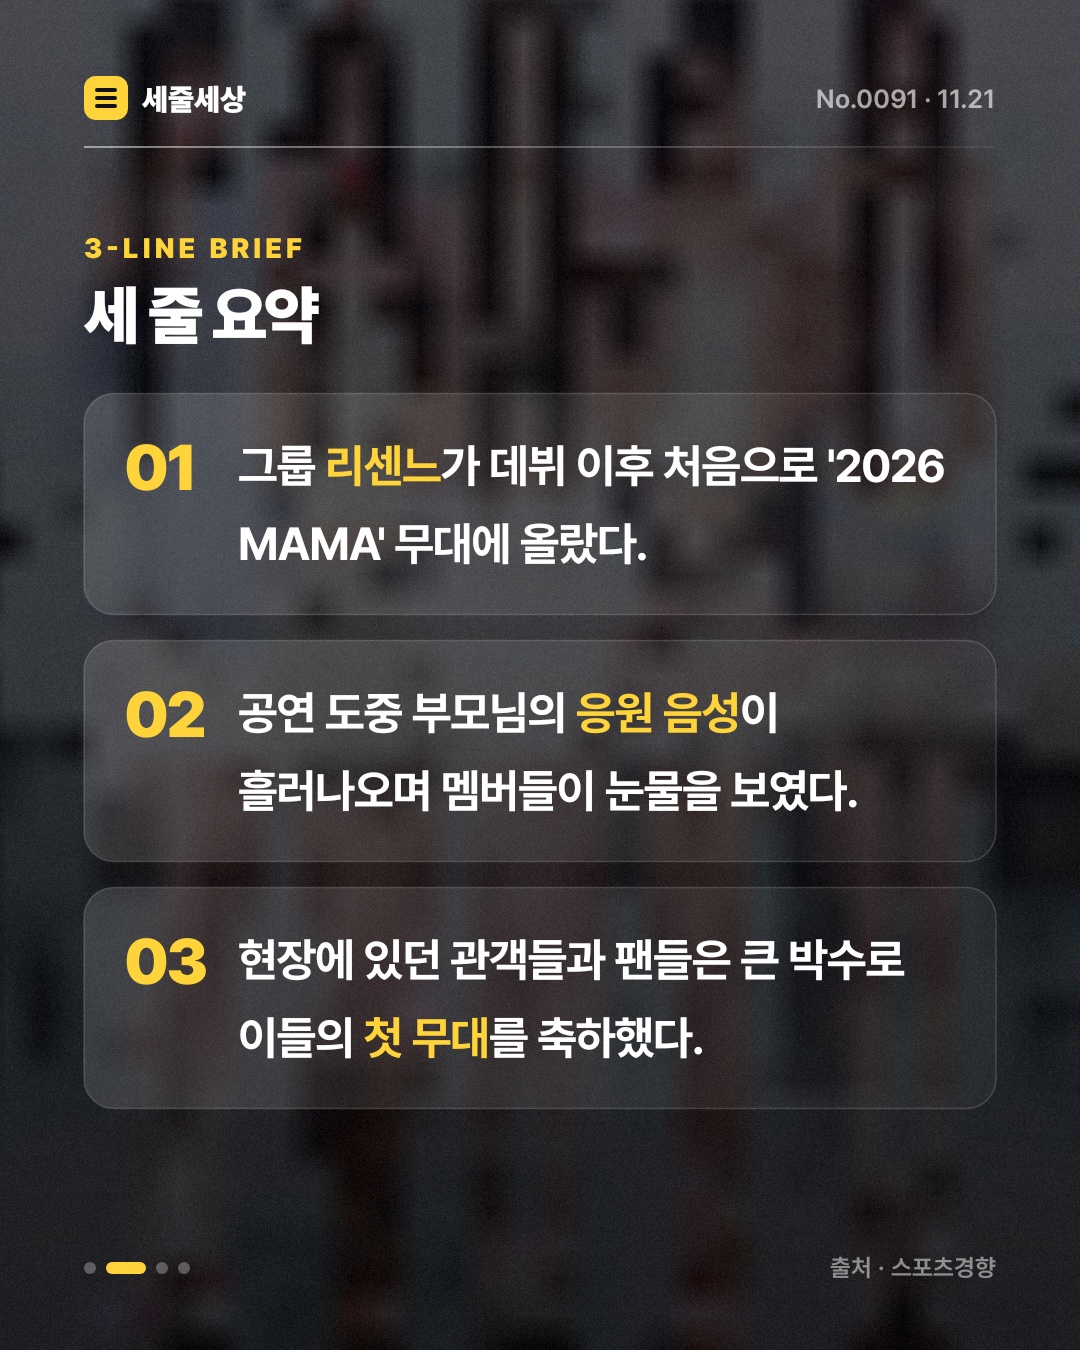 세줄세상
No.0091 · 11.21
3-LINE BRIEF
세 줄 요약
01
그룹 리센느가 데뷔 이후 처음으로 '2026
MAMA' 무대에 올랐다.
02
공연 도중 부모님의 응원 음성이
흘러나오며 멤버들이 눈물을 보였다.
03
현장에 있던 관객들과 팬들은 큰 박수로
이들의 첫 무대를 축하했다.
출처 · 스포츠경향